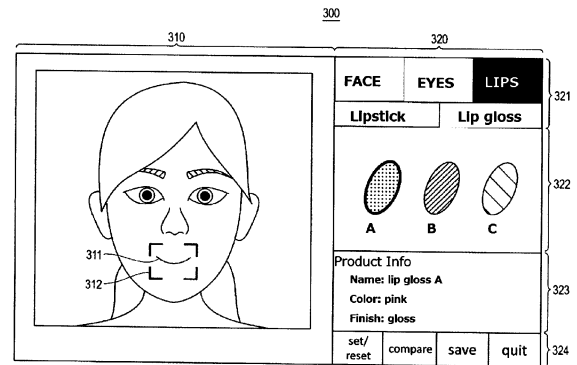 300
310 320
FACE EYES LIPS
321
Lipstick Lip gloss
322
A B C
311
312
Product Info
Name: lip gloss A
Color: pink
Finish: gloss
323
set/
reset compare save quit
324